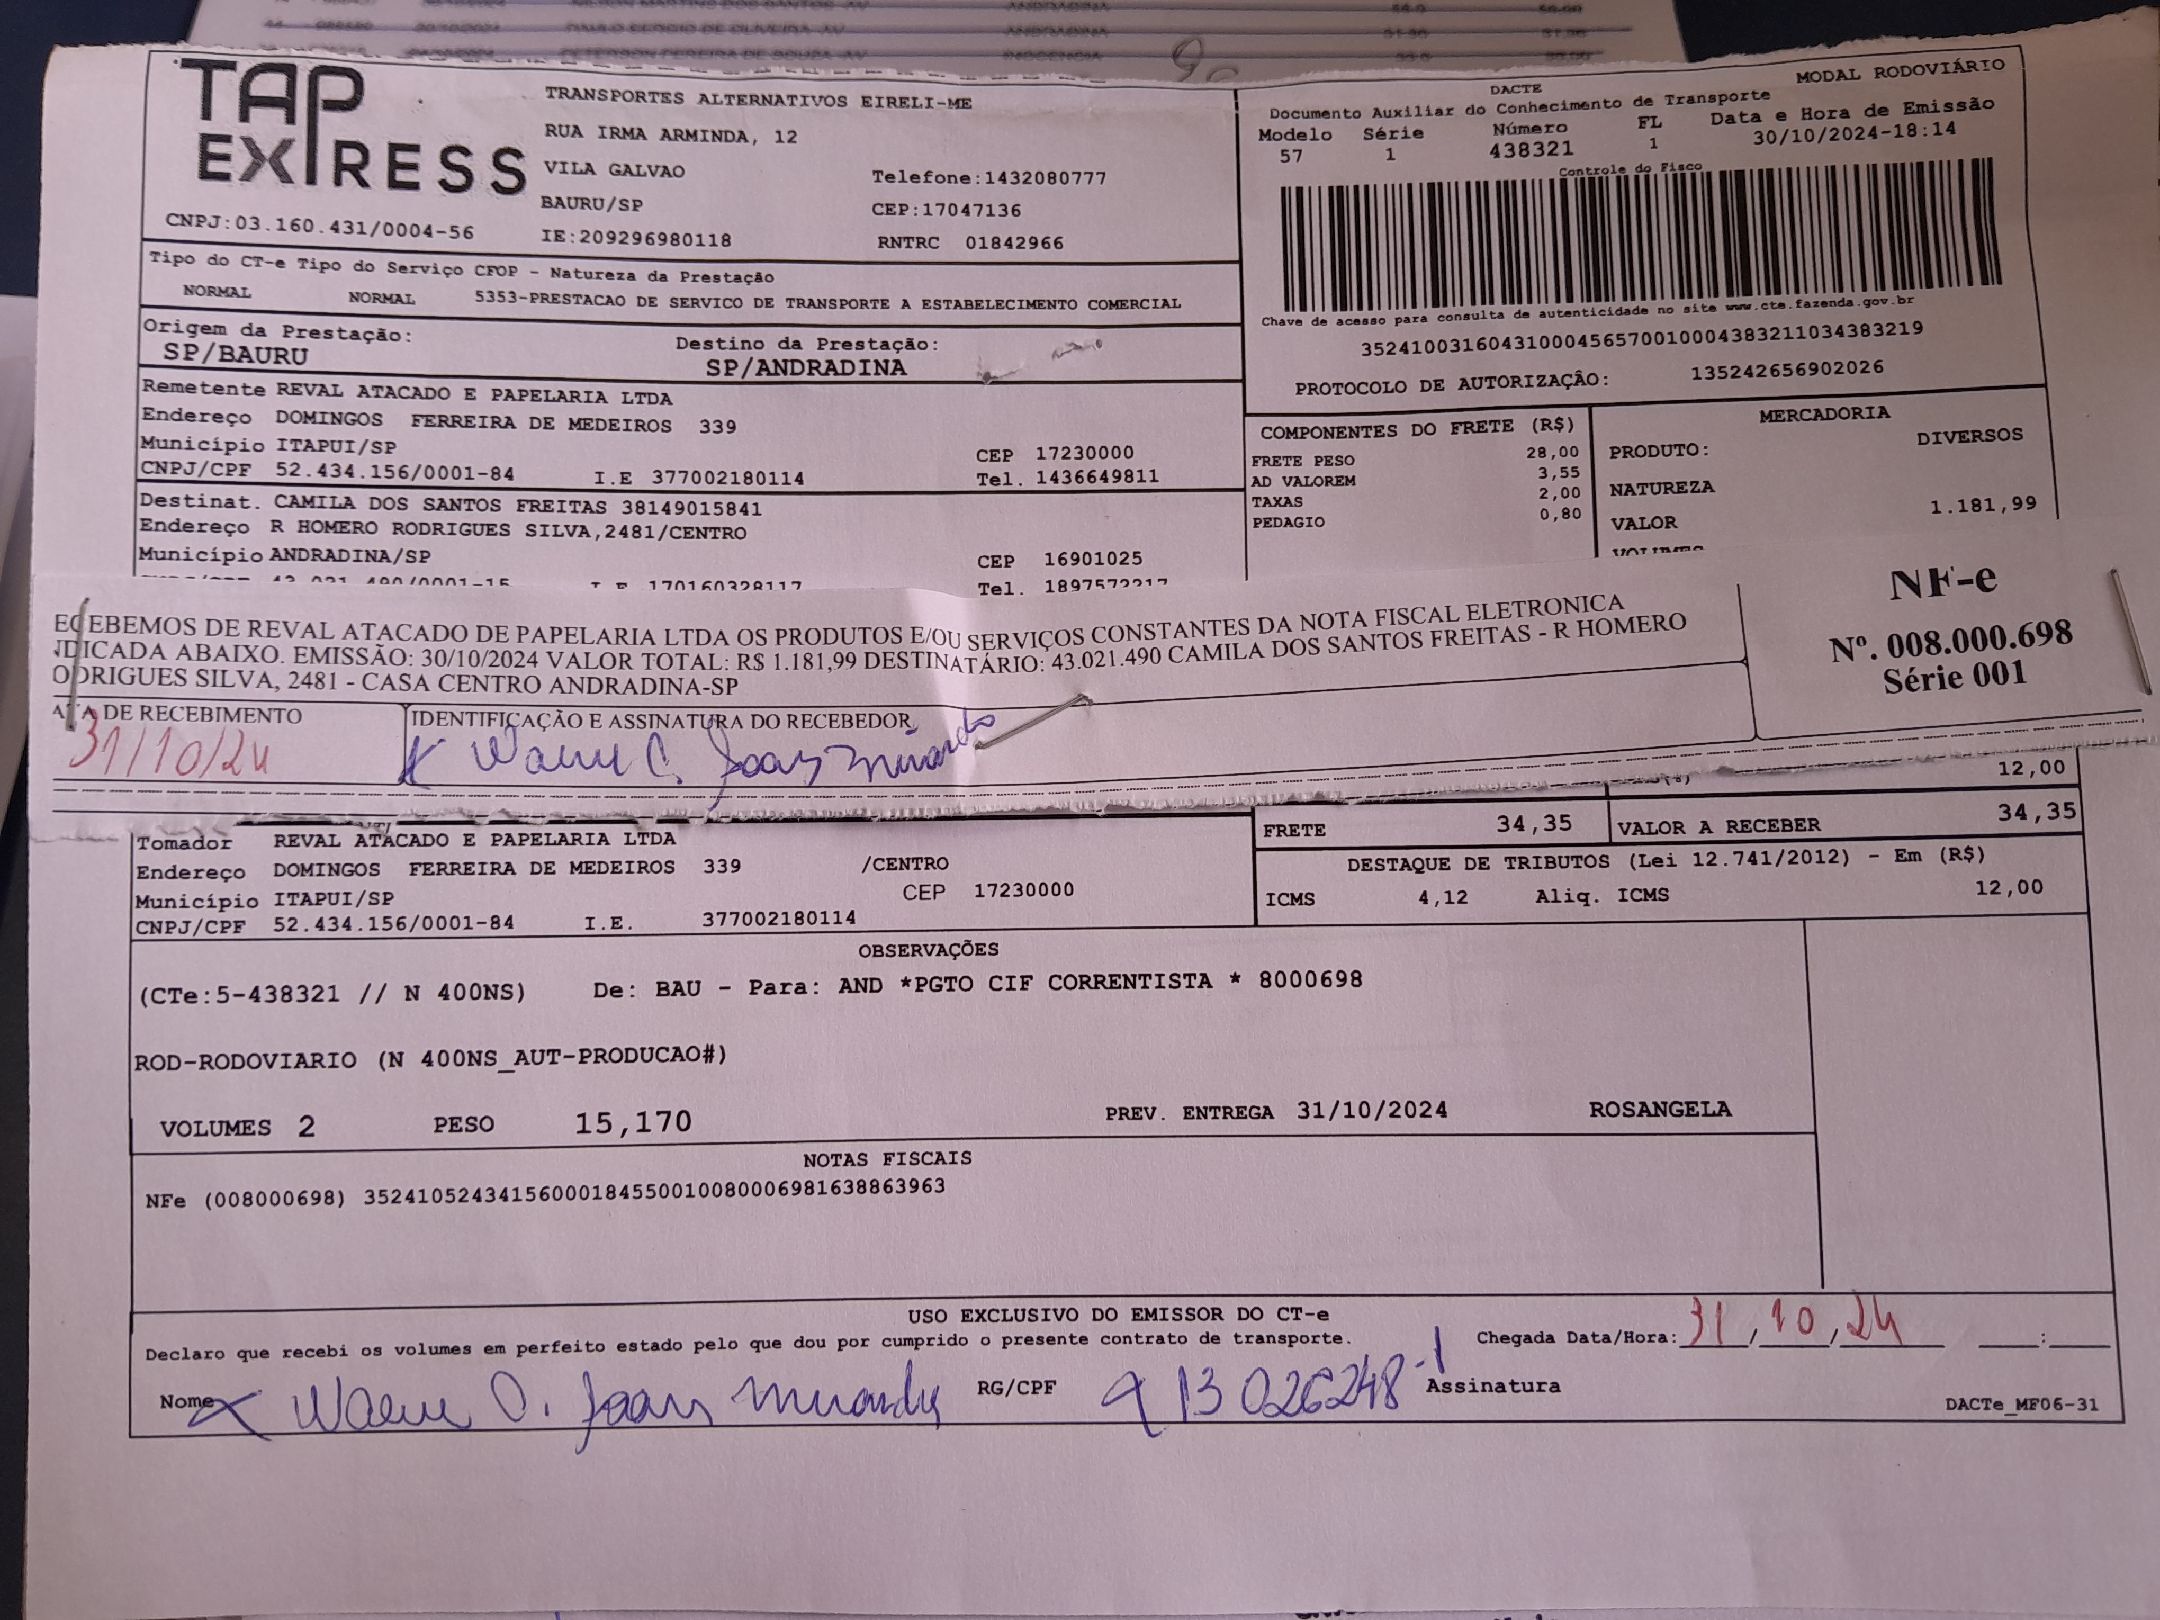 TAP EXPRESS
TRANSPORTES ALTERNATIVOS EIRELI-ME
RUA IRMA ARMINDA, 12
VILA GALVAO
Telefone:1432080777
BAURU/SP
CEP:17047136
CNPJ:03.160.431/0004-56
IE:209296980118
RNTRC 01842966
DACTE
MODAL RODOVIÁRIO
Documento Auxiliar do Conhecimento de Transporte
Modelo Série Número FL Data e Hora de Emissão
57 1 438321 1 30/10/2024-18:14
Controle do Fisco
Chave de acesso para consulta de autenticidade no site www.cte.fazenda.gov.br
35241003160431000456570010004383211034383219
PROTOCOLO DE AUTORIZAÇÂO: 135242656902026
Tipo do CT-e Tipo do Serviço CFOP - Natureza da Prestação
NORMAL NORMAL 5353-PRESTACAO DE SERVICO DE TRANSPORTE A ESTABELECIMENTO COMERCIAL
Origem da Prestação: Destino da Prestação:
SP/BAURU SP/ANDRADINA
Remetente REVAL ATACADO E PAPELARIA LTDA
Endereço DOMINGOS FERREIRA DE MEDEIROS 339
Município ITAPUI/SP CEP 17230000
CNPJ/CPF 52.434.156/0001-84 I.E 377002180114 Tel. 1436649811
Destinat. CAMILA DOS SANTOS FREITAS 38149015841
Endereço R HOMERO RODRIGUES SILVA,2481/CENTRO
Município ANDRADINA/SP CEP 16901025
43.021.490/0001-15 I.E 170160328117 Tel. 1897572217
COMPONENTES DO FRETE (R$)
FRETE PESO 28,00
AD VALOREM 3,55
TAXAS 2,00
PEDAGIO 0,80
MERCADORIA
PRODUTO: DIVERSOS
NATUREZA
VALOR 1.181,99
VOLUMES
ECEBEMOS DE REVAL ATACADO DE PAPELARIA LTDA OS PRODUTOS E/OU SERVIÇOS CONSTANTES DA NOTA FISCAL ELETRONICA
NDICADA ABAIXO. EMISSÃO: 30/10/2024 VALOR TOTAL: R$ 1.181,99 DESTINATÁRIO: 43.021.490 CAMILA DOS SANTOS FREITAS - R HOMERO
ODRIGUES SILVA, 2481 - CASA CENTRO ANDRADINA-SP
NF-e
Nº. 008.000.698
Série 001
ATA DE RECEBIMENTO
31/10/24
IDENTIFICAÇÃO E ASSINATURA DO RECEBEDOR
12,00
FRETE 34,35 VALOR A RECEBER 34,35
Tomador REVAL ATACADO E PAPELARIA LTDA
Endereço DOMINGOS FERREIRA DE MEDEIROS 339 /CENTRO
Município ITAPUI/SP CEP 17230000
CNPJ/CPF 52.434.156/0001-84 I.E. 377002180114
DESTAQUE DE TRIBUTOS (Lei 12.741/2012) - Em (R$)
ICMS 4,12 Aliq. ICMS 12,00
OBSERVAÇÕES
(CTe:5-438321 // N 400NS) De: BAU - Para: AND *PGTO CIF CORRENTISTA * 8000698
ROD-RODOVIARIO (N 400NS_AUT-PRODUCAO#)
VOLUMES 2 PESO 15,170 PREV. ENTREGA 31/10/2024 ROSANGELA
NOTAS FISCAIS
NFe (008000698) 35241052434156000184550010080006981638863963
USO EXCLUSIVO DO EMISSOR DO CT-e
Declaro que recebi os volumes em perfeito estado pelo que dou por cumprido o presente contrato de transporte.
Chegada Data/Hora: 31/10/24 :
Nome RG/CPF 13 026248-1 Assinatura
DACTe_MF06-31